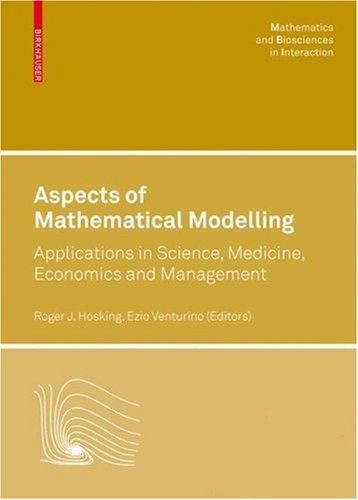 BIRKHAUSER
Mathematics
and Biosciences
in Interaction
Aspects of
Mathematical Modelling
Applications in Science, Medicine,
Economics and Management
Roger J. Hosking, Ezio Venturino (Editors)